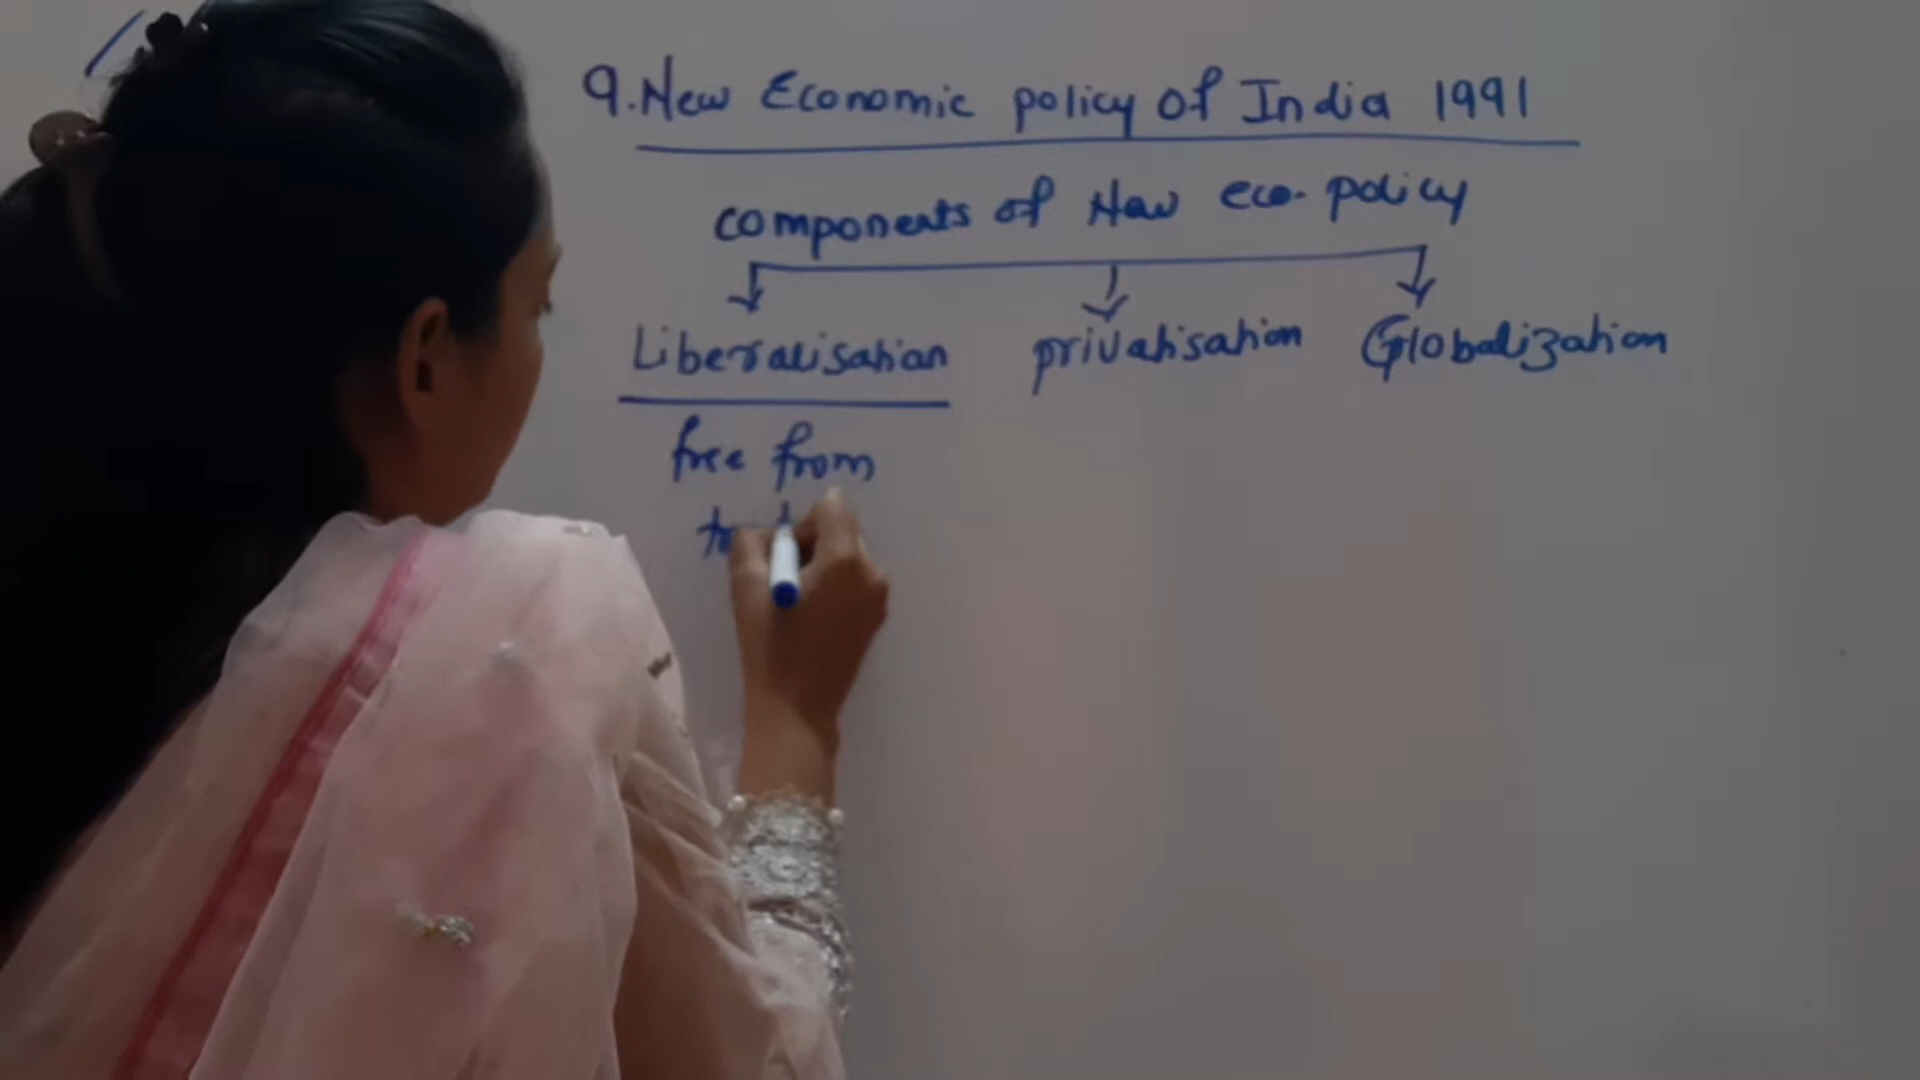 9. New Economic policy of India 1991
components of New eco. policy
Liberalisation privatisation Globalization
free from